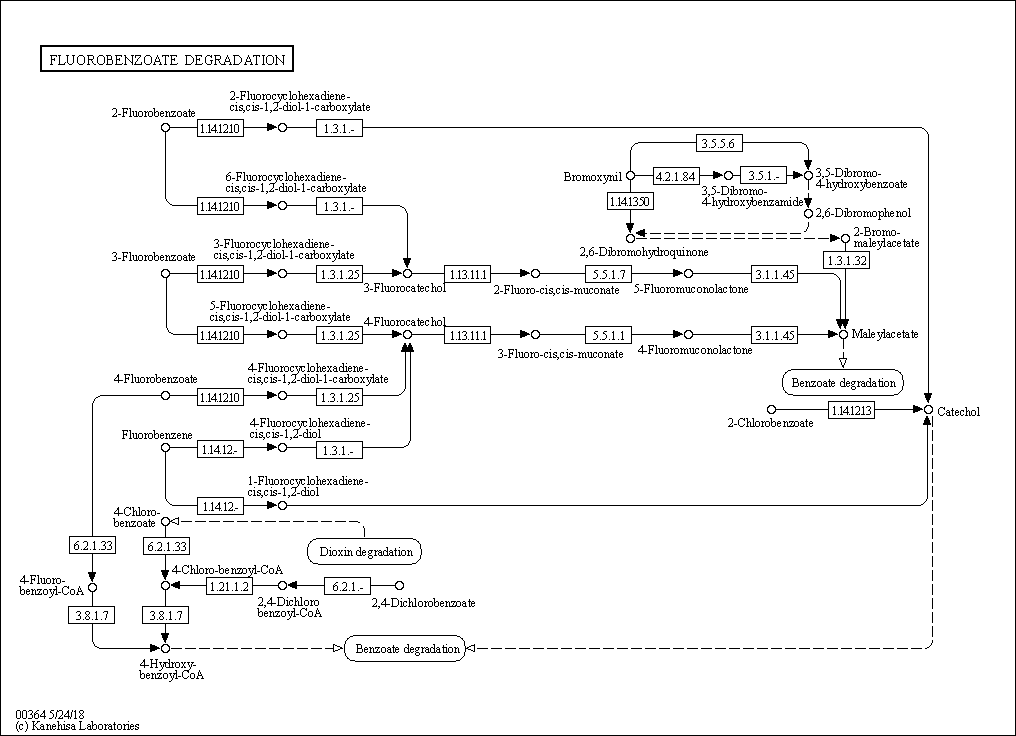 FLUOROBENZOATE DEGRADATION
2-Fluorobenzoate
2-Fluorocyclohexadiene-
cis,cis-1,2-diol-1-carboxylate
1.14.12.10
1.3.1.-
6-Fluorocyclohexadiene-
cis,cis-1,2-diol-1-carboxylate
1.14.12.10
1.3.1.-
Bromoxynil
3.5.5.6
4.2.1.84
3.5.1.-
3,5-Dibromo-
4-hydroxybenzamide
3,5-Dibromo-
4-hydroxybenzoate
1.14.13.50
2,6-Dibromophenol
2,6-Dibromohydroquinone
2-Bromo-
maleylacetate
1.3.1.32
3-Fluorobenzoate
3-Fluorocyclohexadiene-
cis,cis-1,2-diol-1-carboxylate
1.14.12.10
1.3.1.25
3-Fluorocatechol
1.13.11.1
2-Fluoro-cis,cis-muconate
5.5.1.7
5-Fluoromuconolactone
3.1.1.45
5-Fluorocyclohexadiene-
cis,cis-1,2-diol-1-carboxylate
1.14.12.10
1.3.1.25
4-Fluorocatechol
1.13.11.1
3-Fluoro-cis,cis-muconate
5.5.1.1
4-Fluoromuconolactone
3.1.1.45
Maleylacetate
Benzoate degradation
4-Fluorobenzoate
4-Fluorocyclohexadiene-
cis,cis-1,2-diol-1-carboxylate
1.14.12.10
1.3.1.25
2-Chlorobenzoate
1.14.12.13
Catechol
Fluorobenzene
4-Fluorocyclohexadiene-
cis,cis-1,2-diol
1.14.12.-
1.3.1.-
1-Fluorocyclohexadiene-
cis,cis-1,2-diol
1.14.12.-
4-Chloro-
benzoate
6.2.1.33
6.2.1.33
Dioxin degradation
4-Fluoro-
benzoyl-CoA
4-Chloro-benzoyl-CoA
1.21.1.2
2,4-Dichloro
benzoyl-CoA
6.2.1.-
2,4-Dichlorobenzoate
3.8.1.7
3.8.1.7
4-Hydroxy-
benzoyl-CoA
Benzoate degradation
00364 5/24/18
(c) Kanehisa Laboratories